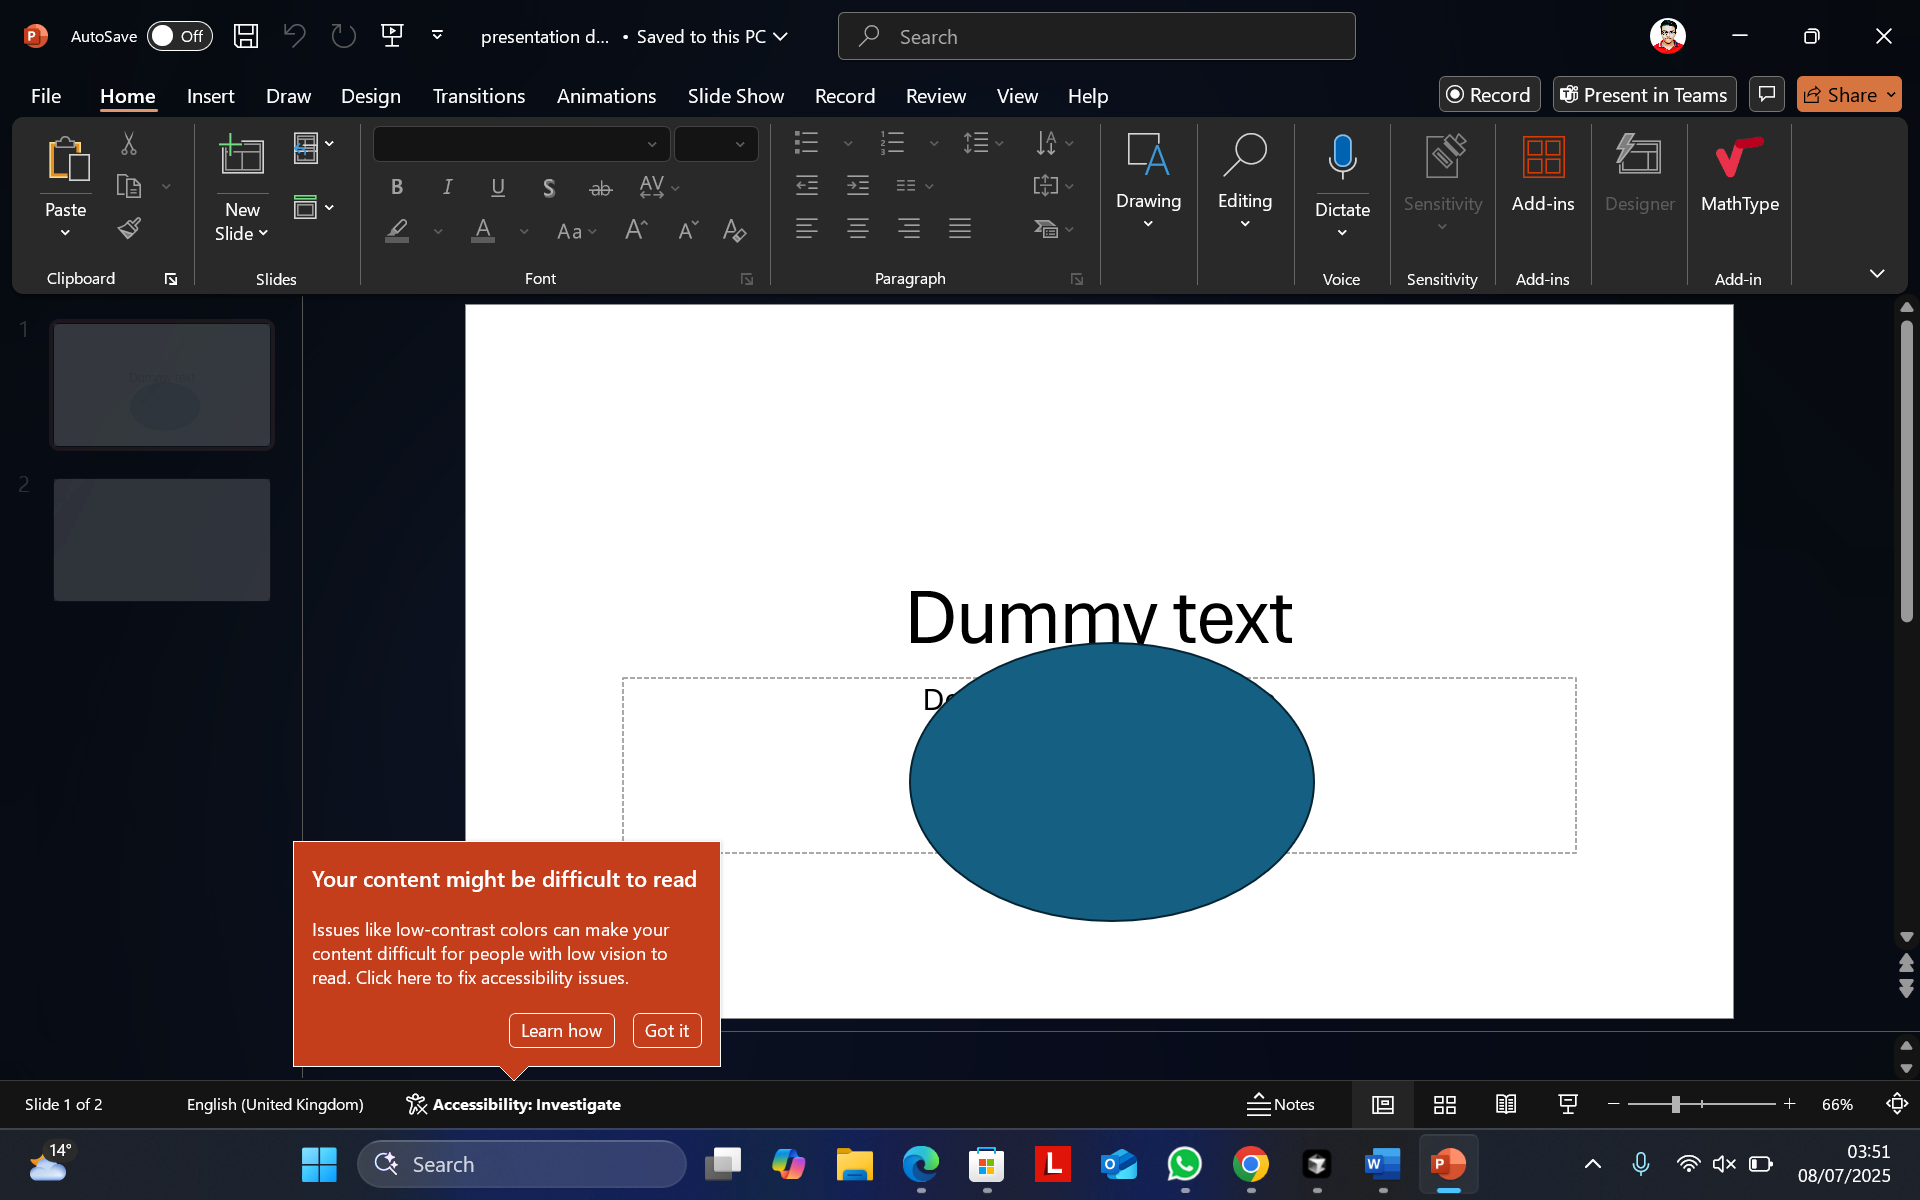 AutoSave Off presentation d... • Saved to this PC Search
File Home Insert Draw Design Transitions Animations Slide Show Record Review View Help Record Present in Teams Share
Paste
Clipboard
New
Slide
Slides
B I U S ab AV
A Aa A A A
Font
Paragraph
Drawing
Editing
Dictate
Voice
Sensitivity
Sensitivity
Add-ins
Add-ins
Designer
MathType
Add-in
1
Dummy text
2
Dummy text
Your content might be difficult to read
Issues like low-contrast colors can make your
content difficult for people with low vision to
read. Click here to fix accessibility issues.
Learn how Got it
Slide 1 of 2 English (United Kingdom) Accessibility: Investigate Notes 66%
14° Search 03:51
08/07/2025